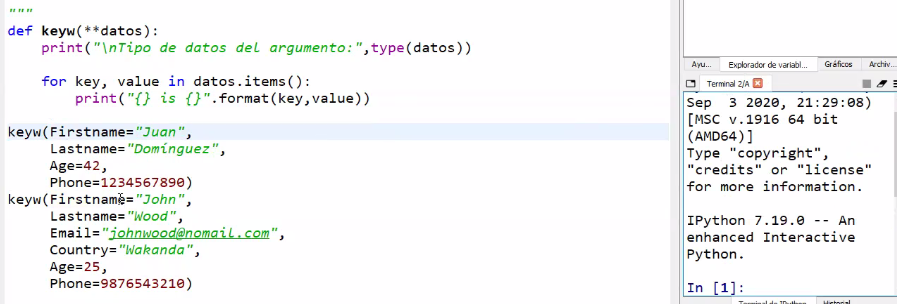 """
def keyw(**datos):
    print("\nTipo de datos del argumento:",type(datos))
    for key, value in datos.items():
        print("{} is {}".format(key,value))
keyw(Firstname="Juan",
     Lastname="Domínguez",
     Age=42,
     Phone=1234567890)
keyw(Firstname="John",
     Lastname="Wood",
     Email="johnwood@nomail.com",
     Country="Wakanda",
     Age=25,
     Phone=9876543210)
Ayu... Explorador de variabl... Gráficos Archiv...
Terminal 2/A
Sep  3 2020, 21:29:08)
[MSC v.1916 64 bit
(AMD64)]
Type "copyright",
"credits" or "license"
for more information.
IPython 7.19.0 -- An
enhanced Interactive
Python.
In [1]:
Terminal de IPython Historial